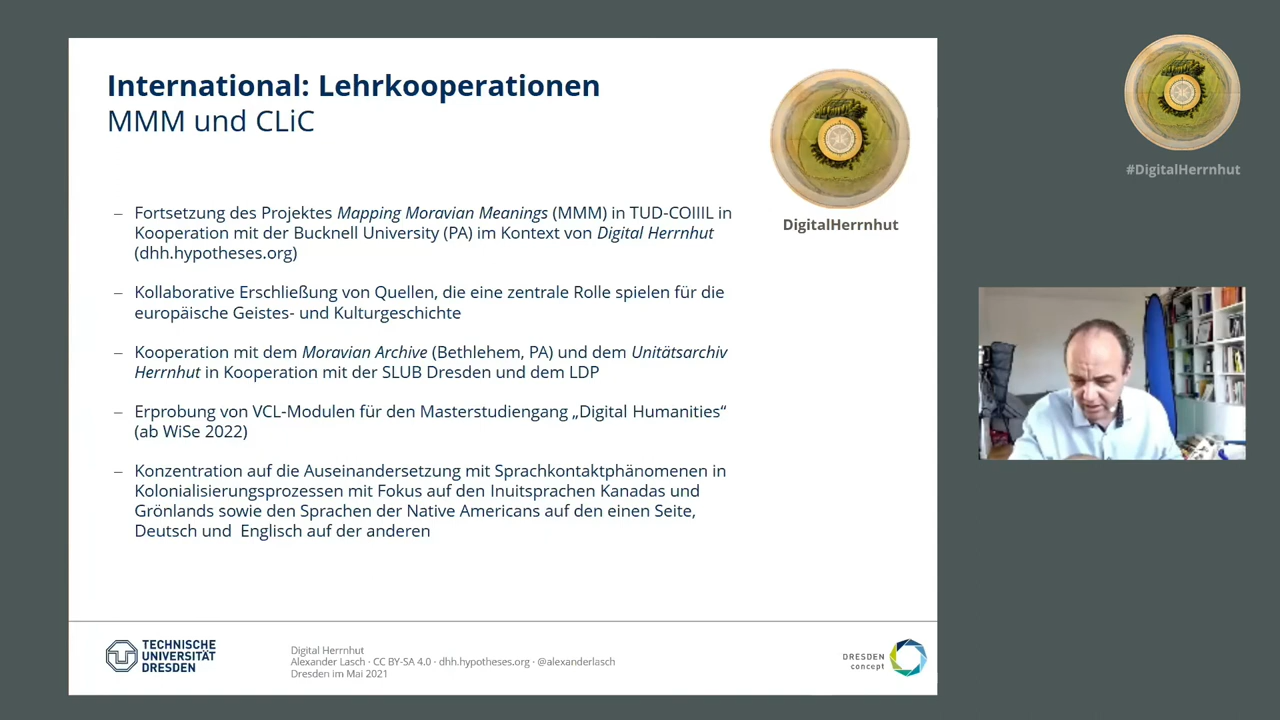 International: Lehrkooperationen
MMM und CLiC
#DigitalHerrnhut
DigitalHerrnhut
– Fortsetzung des Projektes Mapping Moravian Meanings (MMM) in TUD-COIIIL in
Kooperation mit der Bucknell University (PA) im Kontext von Digital Herrnhut
(dhh.hypotheses.org)
– Kollaborative Erschließung von Quellen, die eine zentrale Rolle spielen für die
europäische Geistes- und Kulturgeschichte
– Kooperation mit dem Moravian Archive (Bethlehem, PA) und dem Unitätsarchiv
Herrnhut in Kooperation mit der SLUB Dresden und dem LDP
– Erprobung von VCL-Modulen für den Masterstudiengang „Digital Humanities“
(ab WiSe 2022)
– Konzentration auf die Auseinandersetzung mit Sprachkontaktphänomenen in
Kolonialisierungsprozessen mit Fokus auf den Inuitsprachen Kanadas und
Grönlands sowie den Sprachen der Native Americans auf den einen Seite,
Deutsch und Englisch auf der anderen
TECHNISCHE
UNIVERSITÄT
DRESDEN
Digital Herrnhut
Alexander Lasch · CC BY-SA 4.0 · dhh.hypotheses.org · @alexanderlasch
Dresden im Mai 2021
DRESDEN
concept